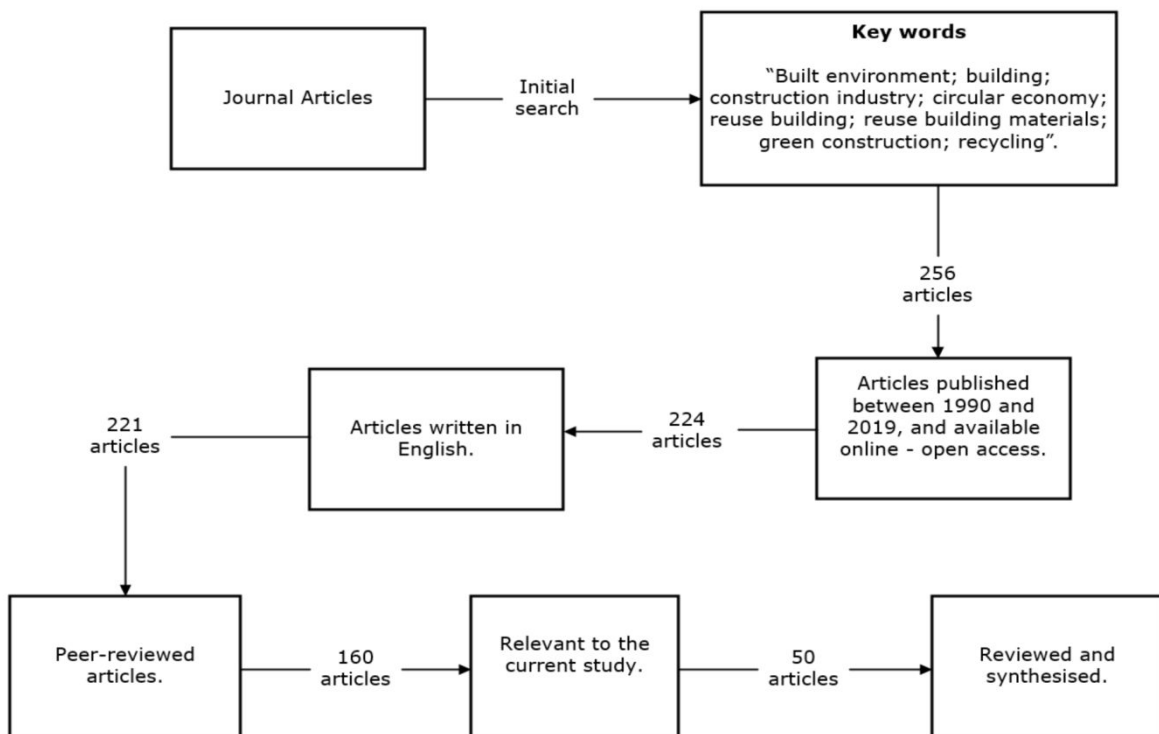 Journal Articles
Initial
search
Key words
“Built environment; building;
construction industry; circular economy;
reuse building; reuse building materials;
green construction; recycling”.
256
articles
Articles published
between 1990 and
2019, and available
online - open access.
224
articles
Articles written in
English.
221
articles
Peer-reviewed
articles.
160
articles
Relevant to the
current study.
50
articles
Reviewed and
synthesised.